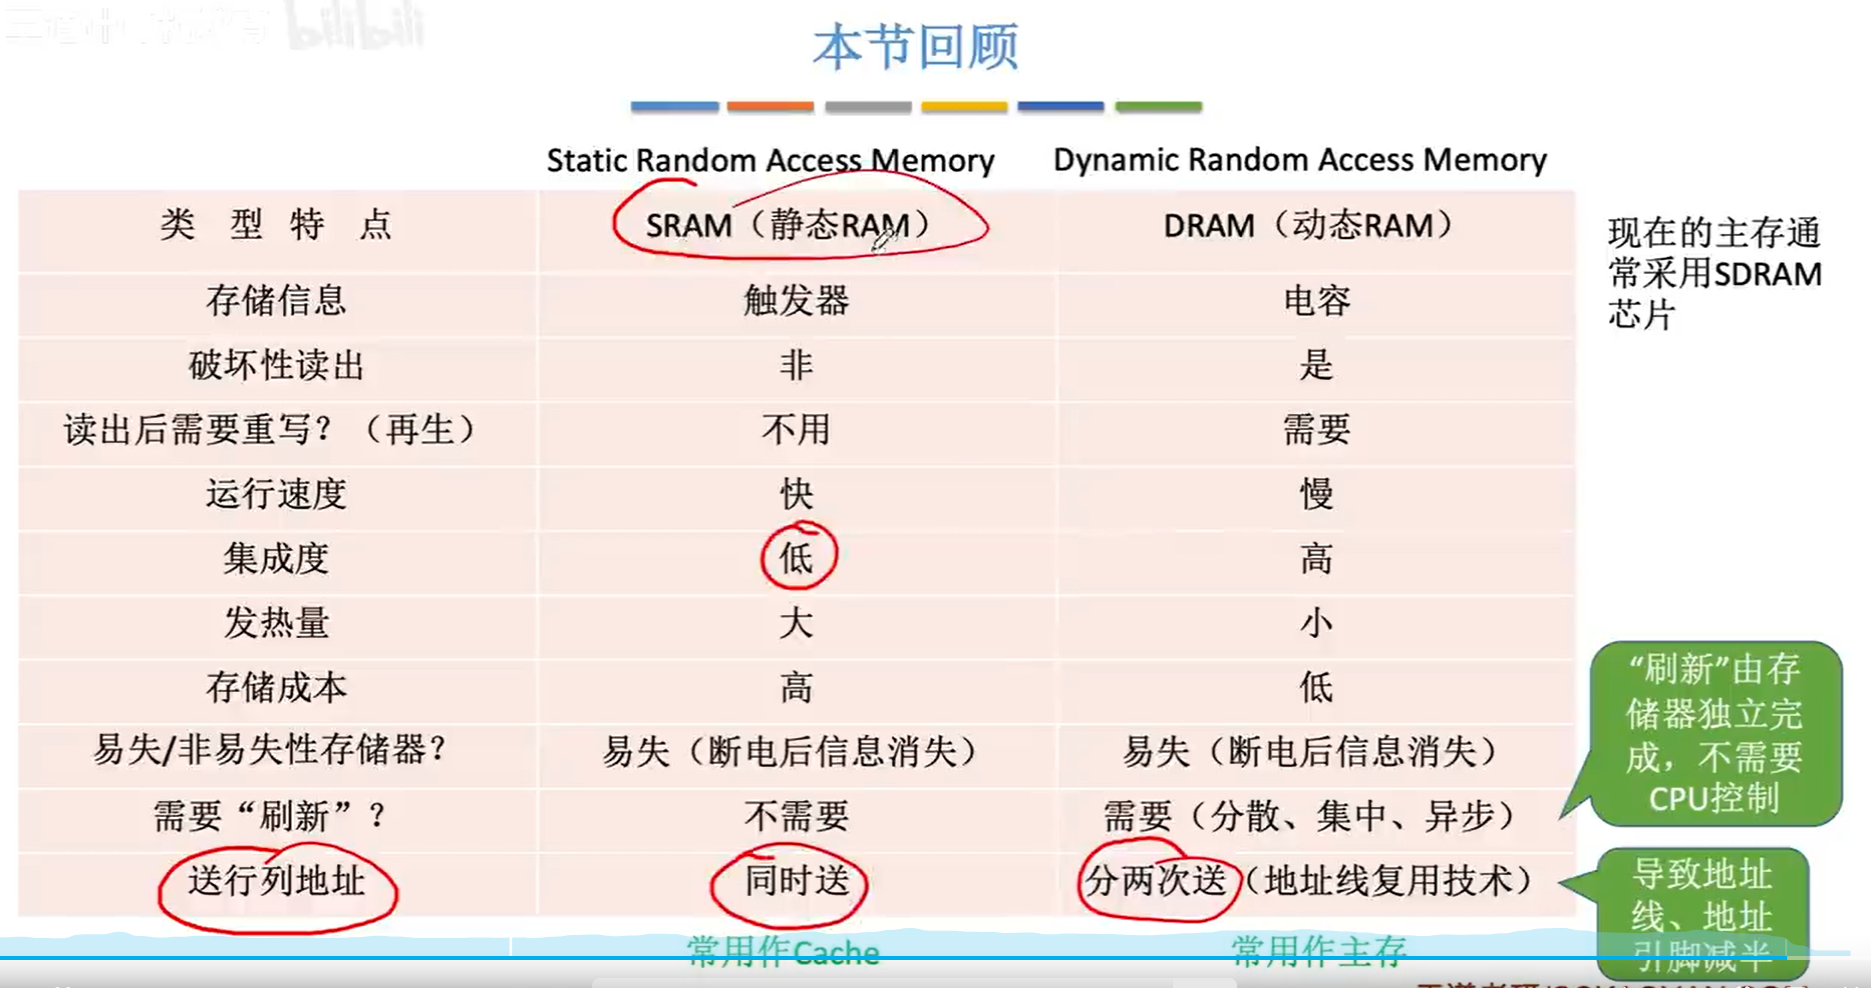 bilibili
本节回顾
Static Random Access Memory
Dynamic Random Access Memory
类 型 特 点
SRAM（静态RAM）
DRAM（动态RAM）
现在的主存通
常采用SDRAM
芯片
存储信息
触发器
电容
破坏性读出
非
是
读出后需要重写？（再生）
不用
需要
运行速度
快
慢
集成度
低
高
发热量
大
小
存储成本
高
低
易失/非易失性存储器？
易失（断电后信息消失）
易失（断电后信息消失）
需要“刷新”？
不需要
需要（分散、集中、异步）
“刷新”由存
储器独立完
成，不需要
CPU控制
送行列地址
同时送
分两次送（地址线复用技术）
导致地址
线、地址
引脚减半
常用作Cache
常用作主存